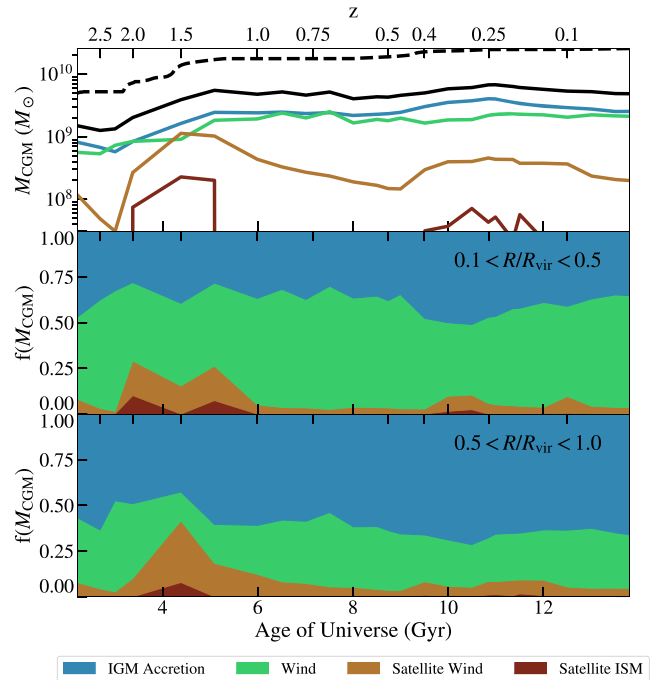 z
2.5 2.0 1.5 1.0 0.75 0.5 0.4 0.25 0.1
M_CGM (M_⊙)
10^10
10^9
10^8
1.00
0.1 < R/R_vir < 0.5
0.75
f(M_CGM)
0.50
0.25
0.00
1.00
0.5 < R/R_vir < 1.0
0.75
f(M_CGM)
0.50
0.25
0.00
4 6 8 10 12
Age of Universe (Gyr)
IGM Accretion Wind Satellite Wind Satellite ISM